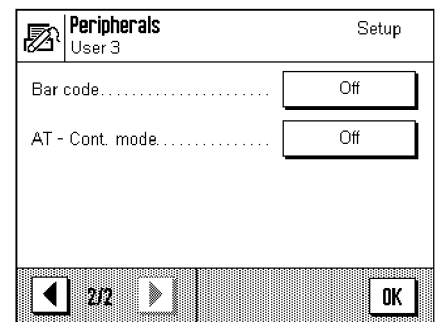 Peripherals Setup
User 3
Bar code...................... Off
AT - Cont. mode............... Off
2/2 OK